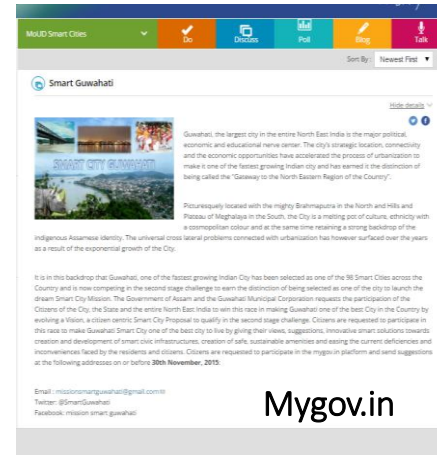 MoUD Smart Cities
Do
Discuss
Poll
Blog
Talk
Sort By : Newest First
Smart Guwahati
Hide details
SMART CITY GUWAHATI
Guwahati, the largest city in the entire North East India is the major political,
economic and educational nerve center. The city's strategic location, connectivity
and the economic opportunities have accelerated the process of urbanization to
make it one of the fastest growing Indian city and has earned it the distinction of
being called the "Gateway to the North Eastern Region of the Country".
Picturesquely located with the mighty Brahmaputra in the North and Hills and
Plateau of Meghalaya in the South, the City is a melting pot of culture, ethnicity with
a cosmopolitan colour and at the same time retaining a strong backdrop of the
indigenous Assamese identity. The universal cross lateral problems connected with urbanization has however surfaced over the years
as a result of the exponential growth of the City.
It is in this backdrop that Guwahati, one of the fastest growing Indian City has been selected as one of the 98 Smart Cities across the
Country and is now competing in the second stage challenge to earn the distinction of being selected as one of the city to launch the
dream Smart City Mission. The Government of Assam and the Guwahati Municipal Corporation requests the participation of the
Citizens of the City, the State and the entire North East India to win this race in making Guwahati one of the best City in the Country by
evolving a Vision, a citizen centric Smart City Proposal to qualify in the second stage challenge. Citizens are requested to participate in
this race to make Guwahati Smart City one of the best city to live by giving their views, suggestions, innovative smart solutions towards
creation and development of smart civic infrastructures, creation of safe, sustainable amenities and easing the current deficiencies and
inconveniences faced by the residents and citizens. Citizens are requested to participate in the mygov.in platform and send suggestions
at the following addresses on or before 30th November, 2015:
Email : missionsmartguwahati@gmail.com
Twitter: @SmartGuwahati
Facebook: mission smart guwahati
Mygov.in